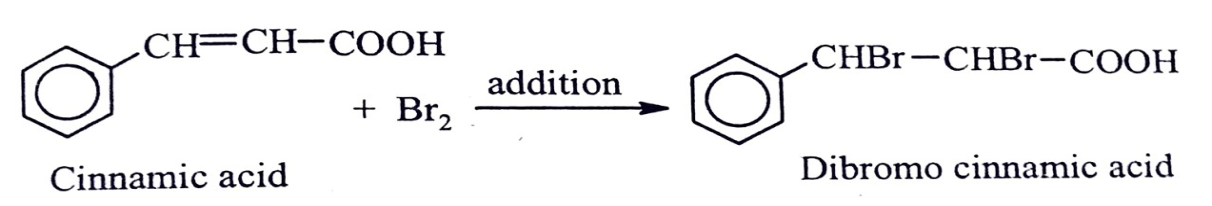 CH=CH-COOH
+ Br₂
addition
CHBr-CHBr-COOH
Cinnamic acid
Dibromo cinnamic acid